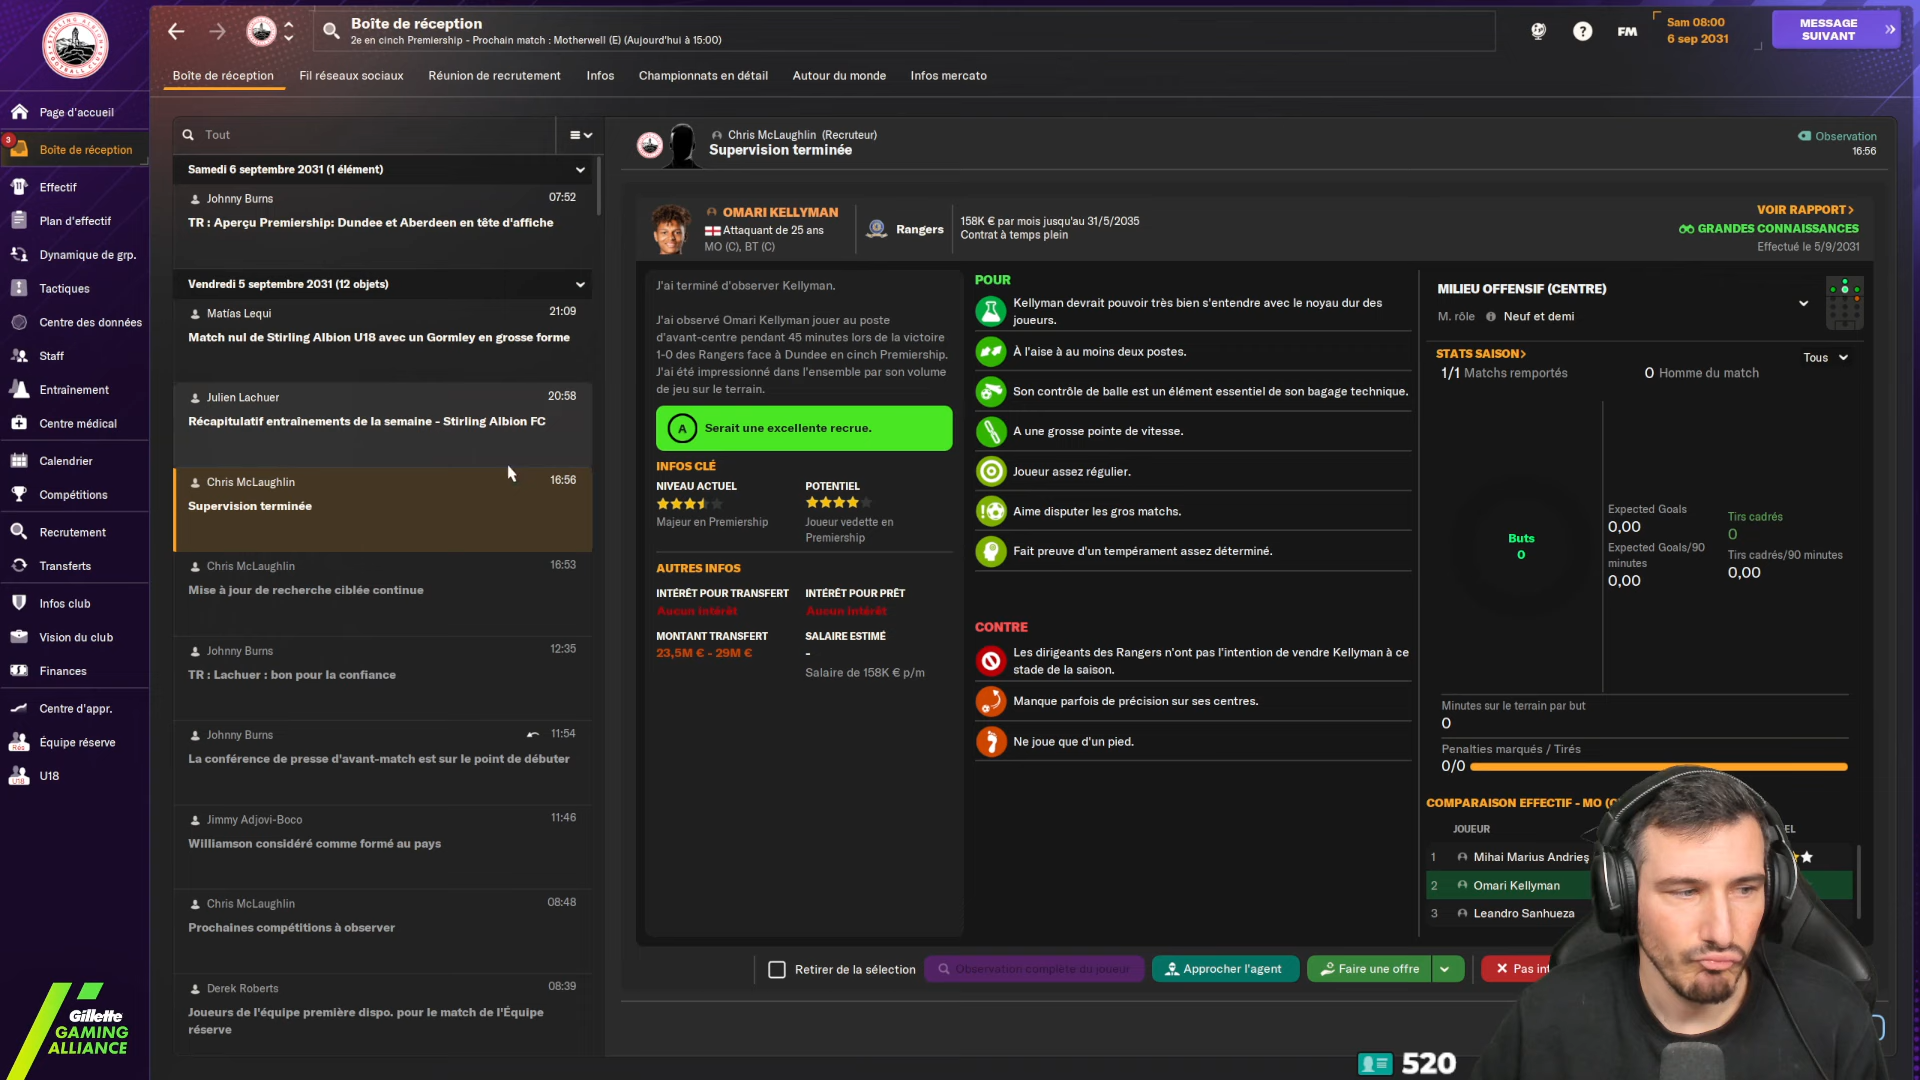 Boîte de réception
2e en cinch Premiership - Prochain match : Motherwell (E) (Aujourd'hui à 15:00)
FM
Sam 08:00
6 sep 2031
MESSAGE
SUIVANT
Boîte de réception
Fil réseaux sociaux
Réunion de recrutement
Infos
Championnats en détail
Autour du monde
Infos mercato
Page d'accueil
3
Boîte de réception
Effectif
Plan d'effectif
Dynamique de grp.
Tactiques
Centre des données
Staff
Entraînement
Centre médical
Calendrier
Compétitions
Recrutement
Transferts
Infos club
Vision du club
Finances
Centre d'appr.
Équipe réserve
U18
Gillette
GAMING
ALLIANCE
Tout
Samedi 6 septembre 2031 (1 élément)
Johnny Burns
07:52
TR : Aperçu Premiership: Dundee et Aberdeen en tête d'affiche
Vendredi 5 septembre 2031 (12 objets)
Matías Lequi
21:09
Match nul de Stirling Albion U18 avec un Gormley en grosse forme
Julien Lachuer
20:58
Récapitulatif entraînements de la semaine - Stirling Albion FC
Chris McLaughlin
16:56
Supervision terminée
Chris McLaughlin
16:53
Mise à jour de recherche ciblée continue
Johnny Burns
12:35
TR : Lachuer : bon pour la confiance
Johnny Burns
11:54
La conférence de presse d'avant-match est sur le point de débuter
Jimmy Adjovi-Boco
11:46
Williamson considéré comme formé au pays
Chris McLaughlin
08:48
Prochaines compétitions à observer
Derek Roberts
08:39
Joueurs de l'équipe première dispo. pour le match de l'Équipe
réserve
Chris McLaughlin (Recruteur)
Supervision terminée
Observation
16:56
OMARI KELLYMAN
Attaquant de 25 ans
MO (C), BT (C)
Rangers
158K € par mois jusqu'au 31/5/2035
Contrat à temps plein
VOIR RAPPORT>
GRANDES CONNAISSANCES
Effectué le 5/9/2031
J'ai terminé d'observer Kellyman.
J'ai observé Omari Kellyman jouer au poste
d'avant-centre pendant 45 minutes lors de la victoire
1-0 des Rangers face à Dundee en cinch Premiership.
J'ai été impressionné dans l'ensemble par son volume
de jeu sur le terrain.
A
Serait une excellente recrue.
INFOS CLÉ
NIVEAU ACTUEL
POTENTIEL
Majeur en Premiership
Joueur vedette en
Premiership
AUTRES INFOS
INTÉRÊT POUR TRANSFERT
INTÉRÊT POUR PRÊT
Aucun intérêt
Aucun intérêt
MONTANT TRANSFERT
SALAIRE ESTIMÉ
23,5M € - 29M €
-
Salaire de 158K € p/m
POUR
Kellyman devrait pouvoir très bien s'entendre avec le noyau dur des
joueurs.
À l'aise à au moins deux postes.
Son contrôle de balle est un élément essentiel de son bagage technique.
A une grosse pointe de vitesse.
Joueur assez régulier.
Aime disputer les gros matchs.
Fait preuve d'un tempérament assez déterminé.
CONTRE
Les dirigeants des Rangers n'ont pas l'intention de vendre Kellyman à ce
stade de la saison.
Manque parfois de précision sur ses centres.
Ne joue que d'un pied.
MILIEU OFFENSIF (CENTRE)
M. rôle
Neuf et demi
STATS SAISON>
Tous
1/1 Matchs remportés
0 Homme du match
Buts
0
Expected Goals
0,00
Expected Goals/90
minutes
0,00
Tirs cadrés
0
Tirs cadrés/90 minutes
0,00
Minutes sur le terrain par but
0
Penalties marqués / Tirés
0/0
COMPARAISON EFFECTIF - MO (
JOUEUR
EL
1 Mihai Marius Andrieş
2 Omari Kellyman
3 Leandro Sanhueza
Retirer de la sélection
Observation complète du joueur
Approcher l'agent
Faire une offre
Pas int
520